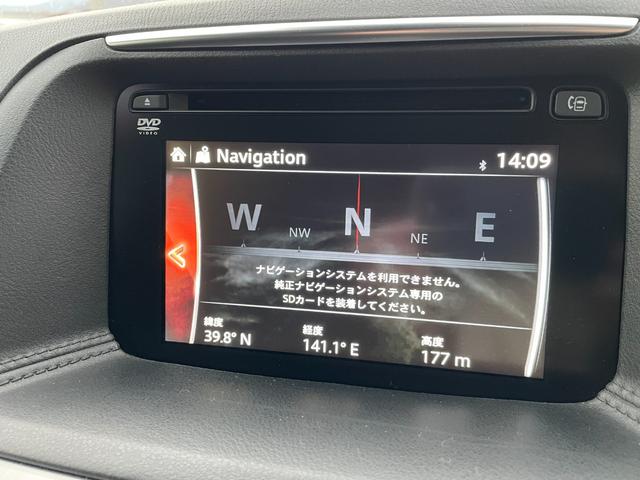 DVD
VIDEO
Navigation
14:09
W NW N NE E
ナビゲーションシステムを利用できません。
純正ナビゲーションシステム専用の
SDカードを装着してください。
緯度 経度 高度
39.8° N 141.1° E 177 m